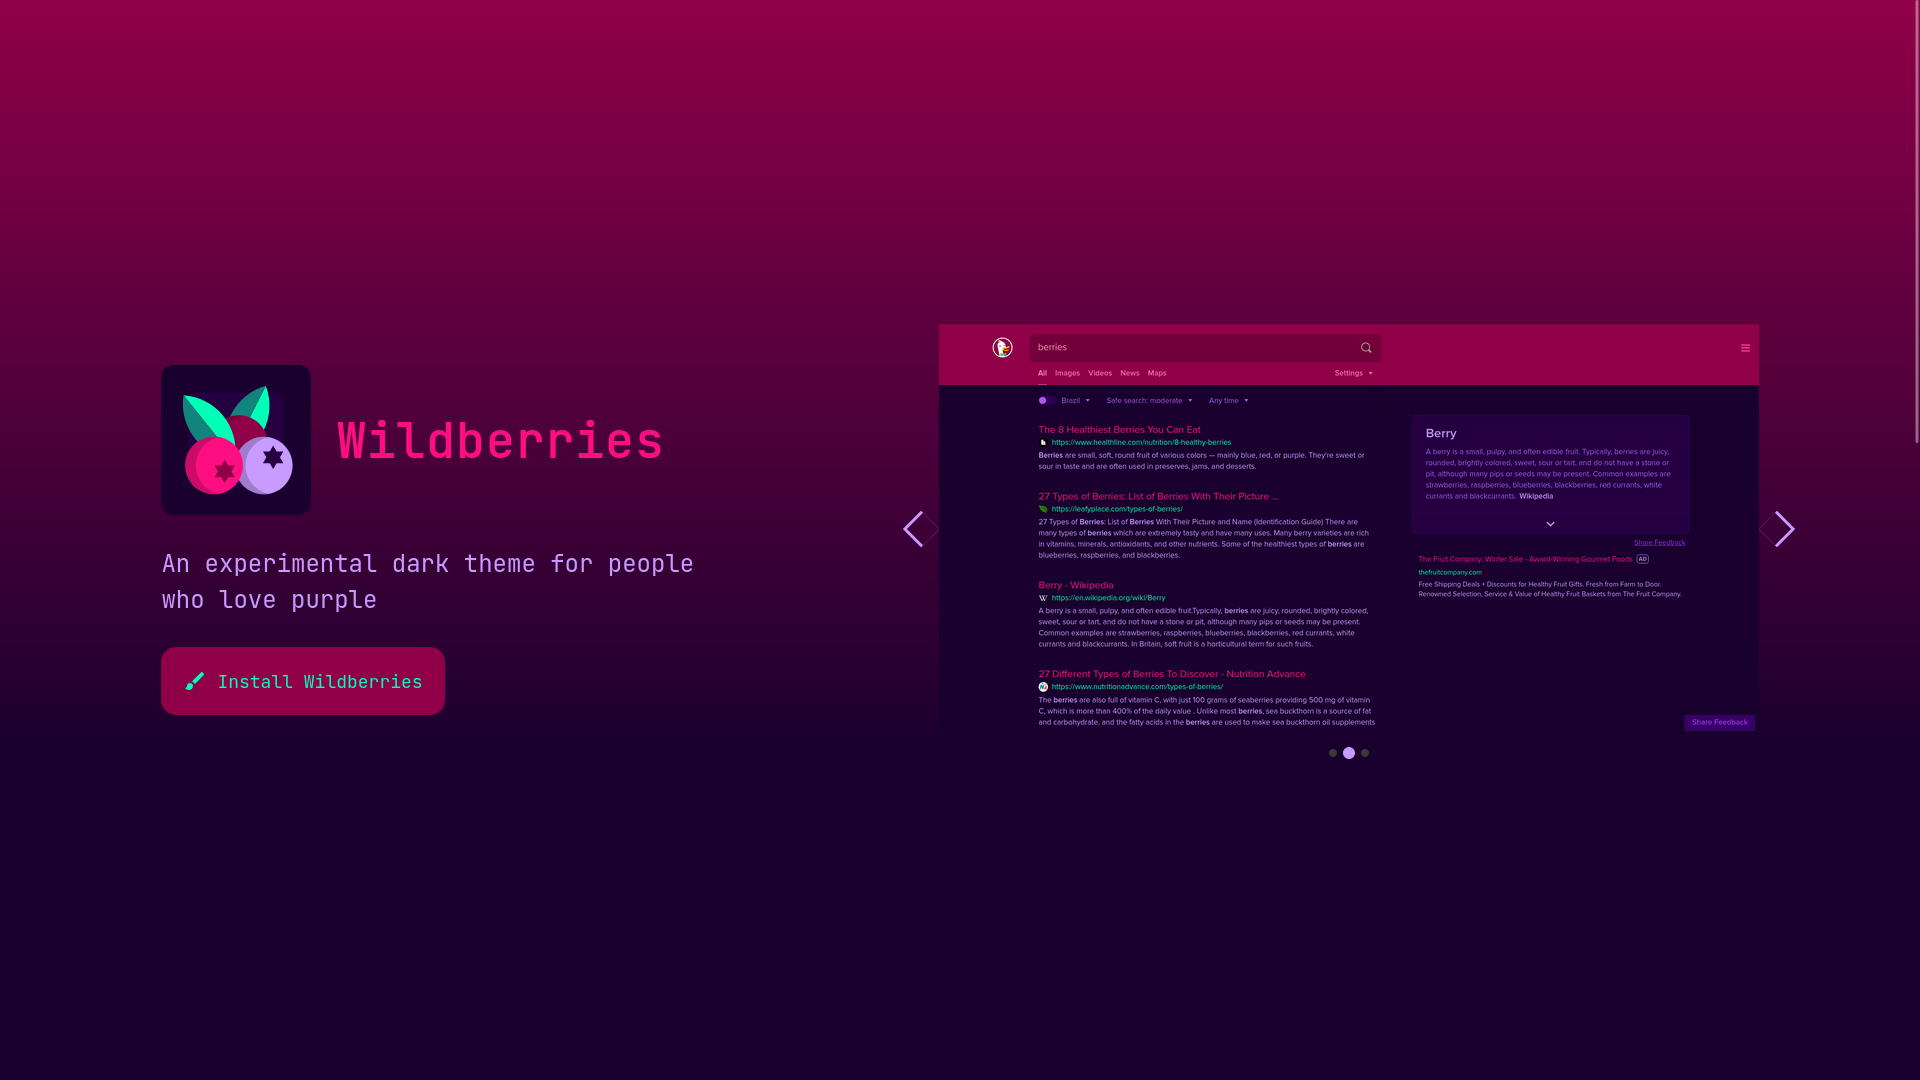 Wildberries
An experimental dark theme for people
who love purple
Install Wildberries
berries
All Images Videos News Maps Settings
Brazil Safe search: moderate Any time
The 8 Healthiest Berries You Can Eat
https://www.healthline.com/nutrition/8-healthy-berries
Berries are small, soft, round fruit of various colors — mainly blue, red, or purple. They're sweet or
sour in taste and are often used in preserves, jams, and desserts.
27 Types of Berries: List of Berries With Their Picture ...
https://leafyplace.com/types-of-berries/
27 Types of Berries: List of Berries With Their Picture and Name (Identification Guide) There are
many types of berries which are extremely tasty and have many uses. Many berry varieties are rich
in vitamins, minerals, antioxidants, and other nutrients. Some of the healthiest types of berries are
blueberries, raspberries, and blackberries.
Berry - Wikipedia
W https://en.wikipedia.org/wiki/Berry
A berry is a small, pulpy, and often edible fruit.Typically, berries are juicy, rounded, brightly colored,
sweet, sour or tart, and do not have a stone or pit, although many pips or seeds may be present.
Common examples are strawberries, raspberries, blueberries, blackberries, red currants, white
currants and blackcurrants. In Britain, soft fruit is a horticultural term for such fruits.
27 Different Types of Berries To Discover - Nutrition Advance
https://www.nutritionadvance.com/types-of-berries/
The berries are also full of vitamin C, with just 100 grams of seaberries providing 500 mg of vitamin
C, which is more than 400% of the daily value . Unlike most berries, sea buckthorn is a source of fat
and carbohydrate, and the fatty acids in the berries are used to make sea buckthorn oil supplements
Berry
A berry is a small, pulpy, and often edible fruit. Typically, berries are juicy,
rounded, brightly colored, sweet, sour or tart, and do not have a stone or
pit, although many pips or seeds may be present. Common examples are
strawberries, raspberries, blueberries, blackberries, red currants, white
currants and blackcurrants. Wikipedia
Share Feedback
The Fruit Company: Winter Sale - Award-Winning Gourmet Foods AD
thefruitcompany.com
Free Shipping Deals + Discounts for Healthy Fruit Gifts. Fresh from Farm to Door.
Renowned Selection, Service & Value of Healthy Fruit Baskets from The Fruit Company.
Share Feedback